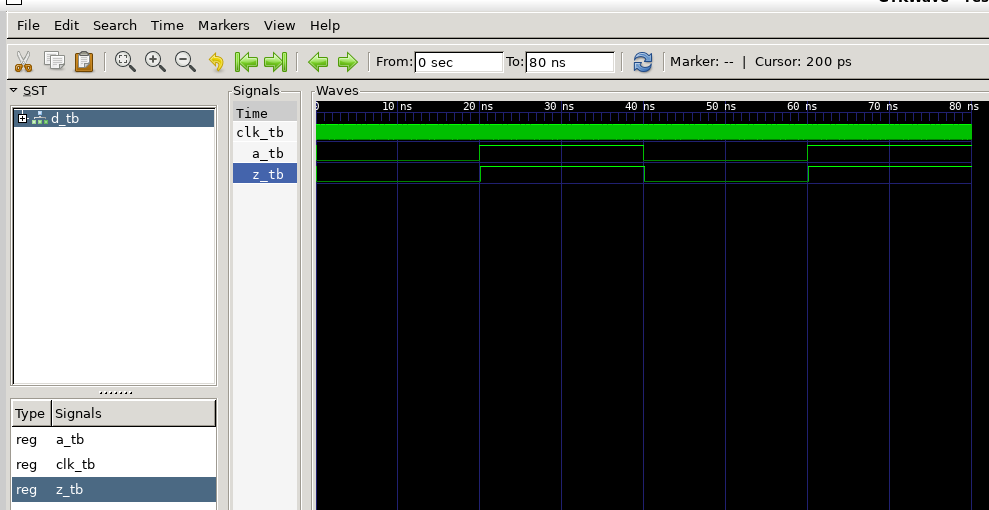 File Edit Search Time Markers View Help
From: 0 sec To: 80 ns Marker: -- | Cursor: 200 ps
SST
d_tb
Type Signals
reg a_tb
reg clk_tb
reg z_tb
Signals
Time
clk_tb
a_tb
z_tb
Waves
0 10 ns 20 ns 30 ns 40 ns 50 ns 60 ns 70 ns 80 ns